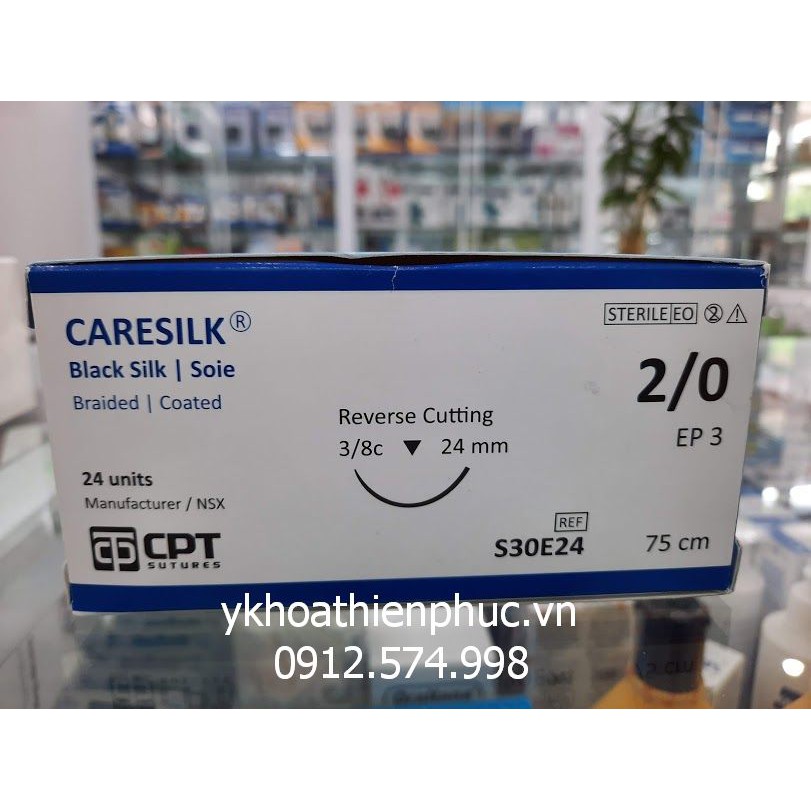 CARESILK®
Black Silk | Soie
Braided | Coated
24 units
Manufacturer / NSX
CPT
SUTURES
Reverse Cutting
3/8c ▼ 24 mm
REF
S30E24
STERILE EO
2
2/0
EP 3
75 cm
ykhoathienphuc.vn
0912.574.998